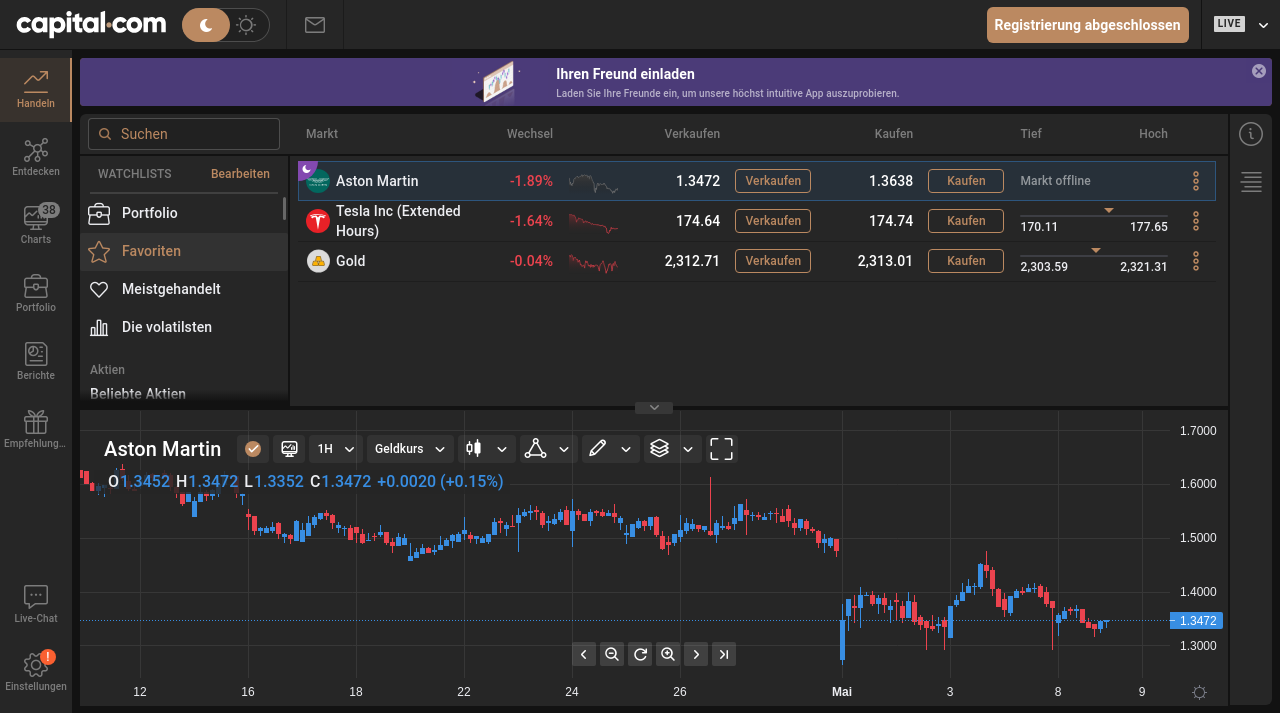 capital.com
Registrierung abgeschlossen
LIVE
Handeln
Entdecken
38
Charts
Portfolio
Berichte
Empfehlung...
Live-Chat
!
Einstellungen
Ihren Freund einladen
Laden Sie Ihre Freunde ein, um unsere höchst intuitive App auszuprobieren.
Suchen
WATCHLISTS Bearbeiten
Portfolio
Favoriten
Meistgehandelt
Die volatilsten
Aktien
Beliebte Aktien
Markt Wechsel Verkaufen Kaufen Tief Hoch
Aston Martin -1.89% 1.3472 Verkaufen 1.3638 Kaufen Markt offline
Tesla Inc (Extended
Hours) -1.64% 174.64 Verkaufen 174.74 Kaufen 170.11 177.65
Gold -0.04% 2,312.71 Verkaufen 2,313.01 Kaufen 2,303.59 2,321.31
Aston Martin 1H Geldkurs
O1.3452 H1.3472 L1.3352 C1.3472 +0.0020 (+0.15%)
1.7000
1.6000
1.5000
1.4000
1.3472
1.3000
12 16 18 22 24 26 Mai 3 8 9